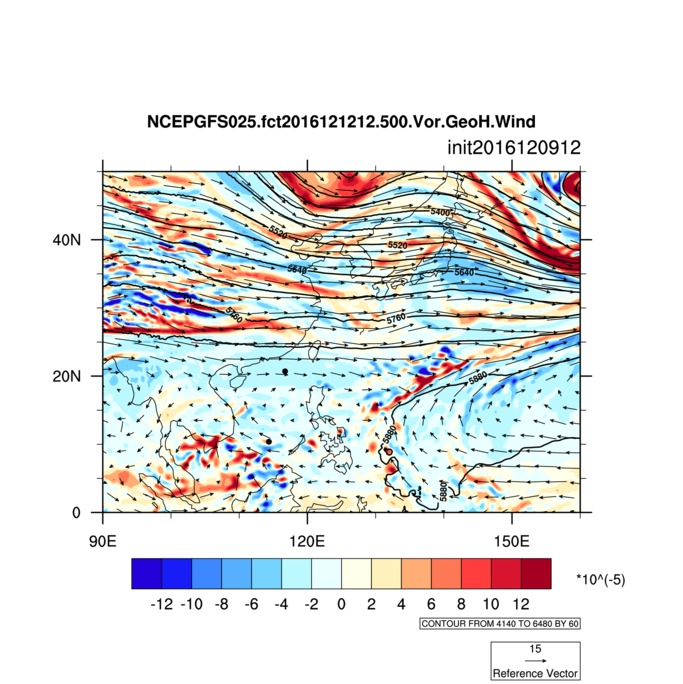 NCEPGFS025.fct2016121212.500.Vor.GeoH.Wind
init2016120912
5400
5520
5520
5640
5640
5760
5760
5880
5880
5880
40N
20N
0
90E 120E 150E
-12 -10 -8 -6 -4 -2 0 2 4 6 8 10 12
*10^(-5)
CONTOUR FROM 4140 TO 6480 BY 60
15
Reference Vector